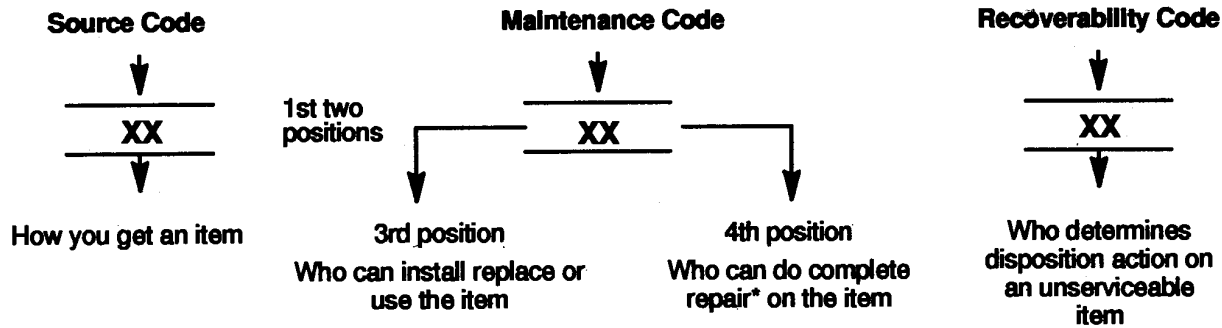 Source Code
Maintenance Code
Recoverability Code
XX
1st two
positions
XX
XX
How you get an item
3rd position
Who can install replace or
use the item
4th position
Who can do complete
repair* on the item
Who determines
disposition action on
an unserviceable
item